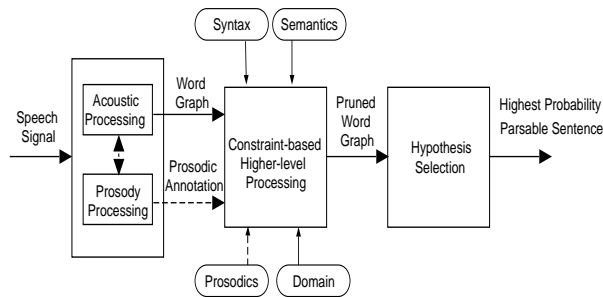 Syntax
Semantics
Acoustic
Processing
Word
Graph
Speech
Signal
Prosody
Processing
Prosodic
Annotation
Constraint-based
Higher-level
Processing
Pruned
Word
Graph
Hypothesis
Selection
Highest Probability
Parsable Sentence
Prosodics
Domain